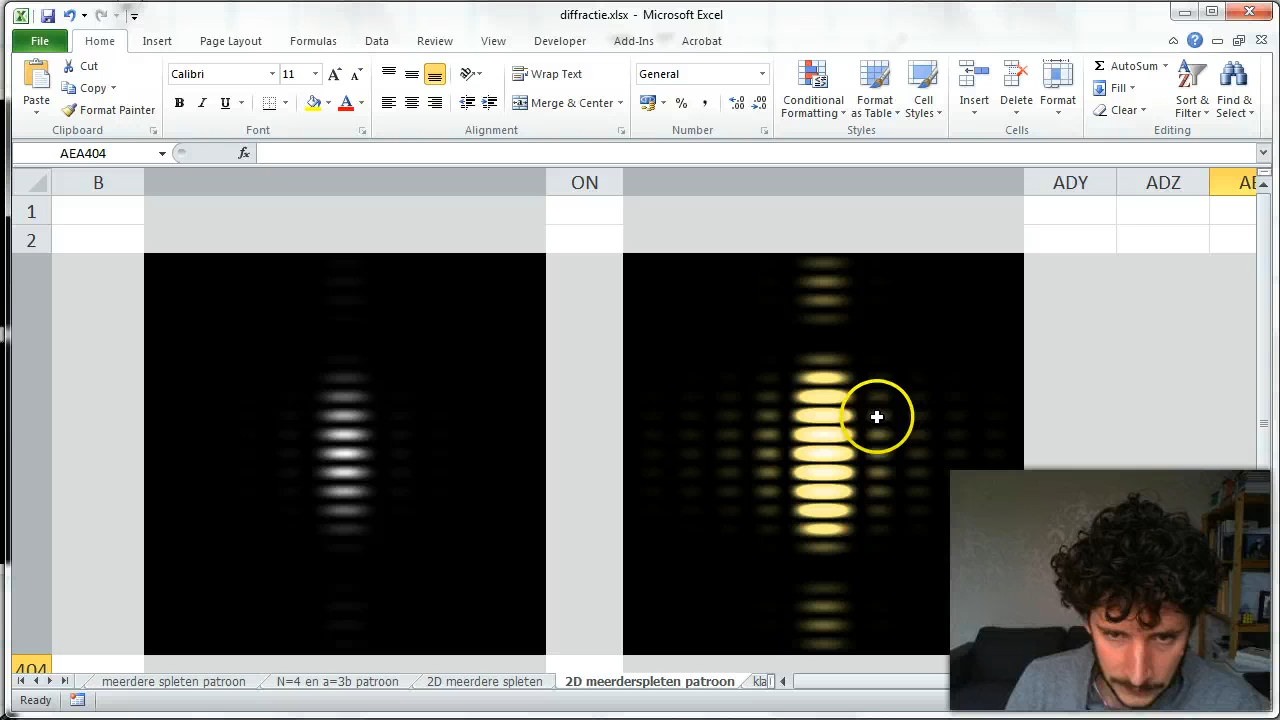 diffractie.xlsx - Microsoft Excel
File Home Insert Page Layout Formulas Data Review View Developer Add-Ins Acrobat
Cut Calibri 11 Wrap Text General AutoSum
Copy Fill
Paste Format Painter B I U Merge & Center % , Conditional Formatting Format as Table Cell Styles Insert Delete Format Clear Sort & Filter Find & Select
Clipboard Font Alignment Number Styles Cells Editing
AEA404 fx
B ON ADY ADZ AE
1
2
404
meerdere spleten patroon N=4 en a=3b patroon 2D meerdere spleten 2D meerderspleten patroon kla
Ready